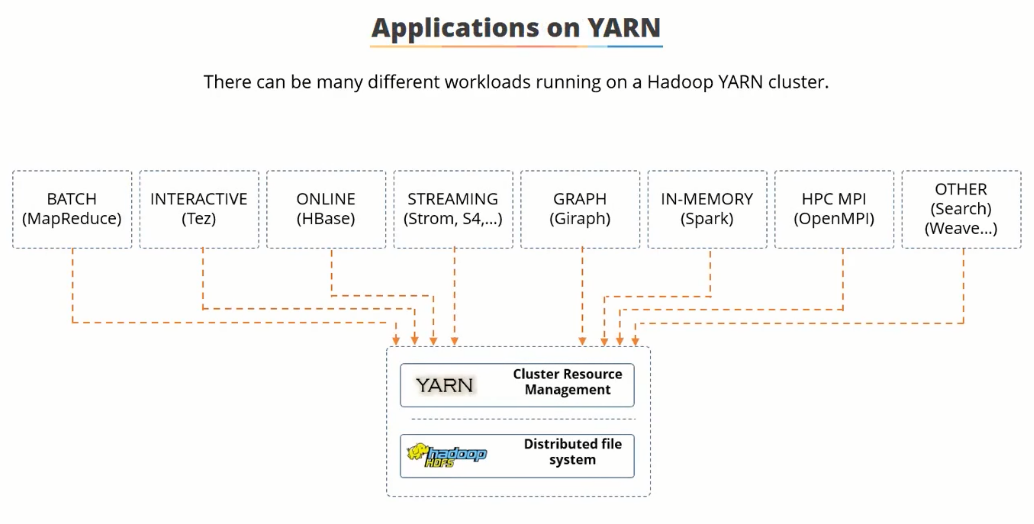 Applications on YARN
There can be many different workloads running on a Hadoop YARN cluster.
BATCH
(MapReduce)
INTERACTIVE
(Tez)
ONLINE
(HBase)
STREAMING
(Strom, S4,...)
GRAPH
(Giraph)
IN-MEMORY
(Spark)
HPC MPI
(OpenMPI)
OTHER
(Search)
(Weave...)
YARN
Cluster Resource
Management
hadoop
HDFS
Distributed file
system